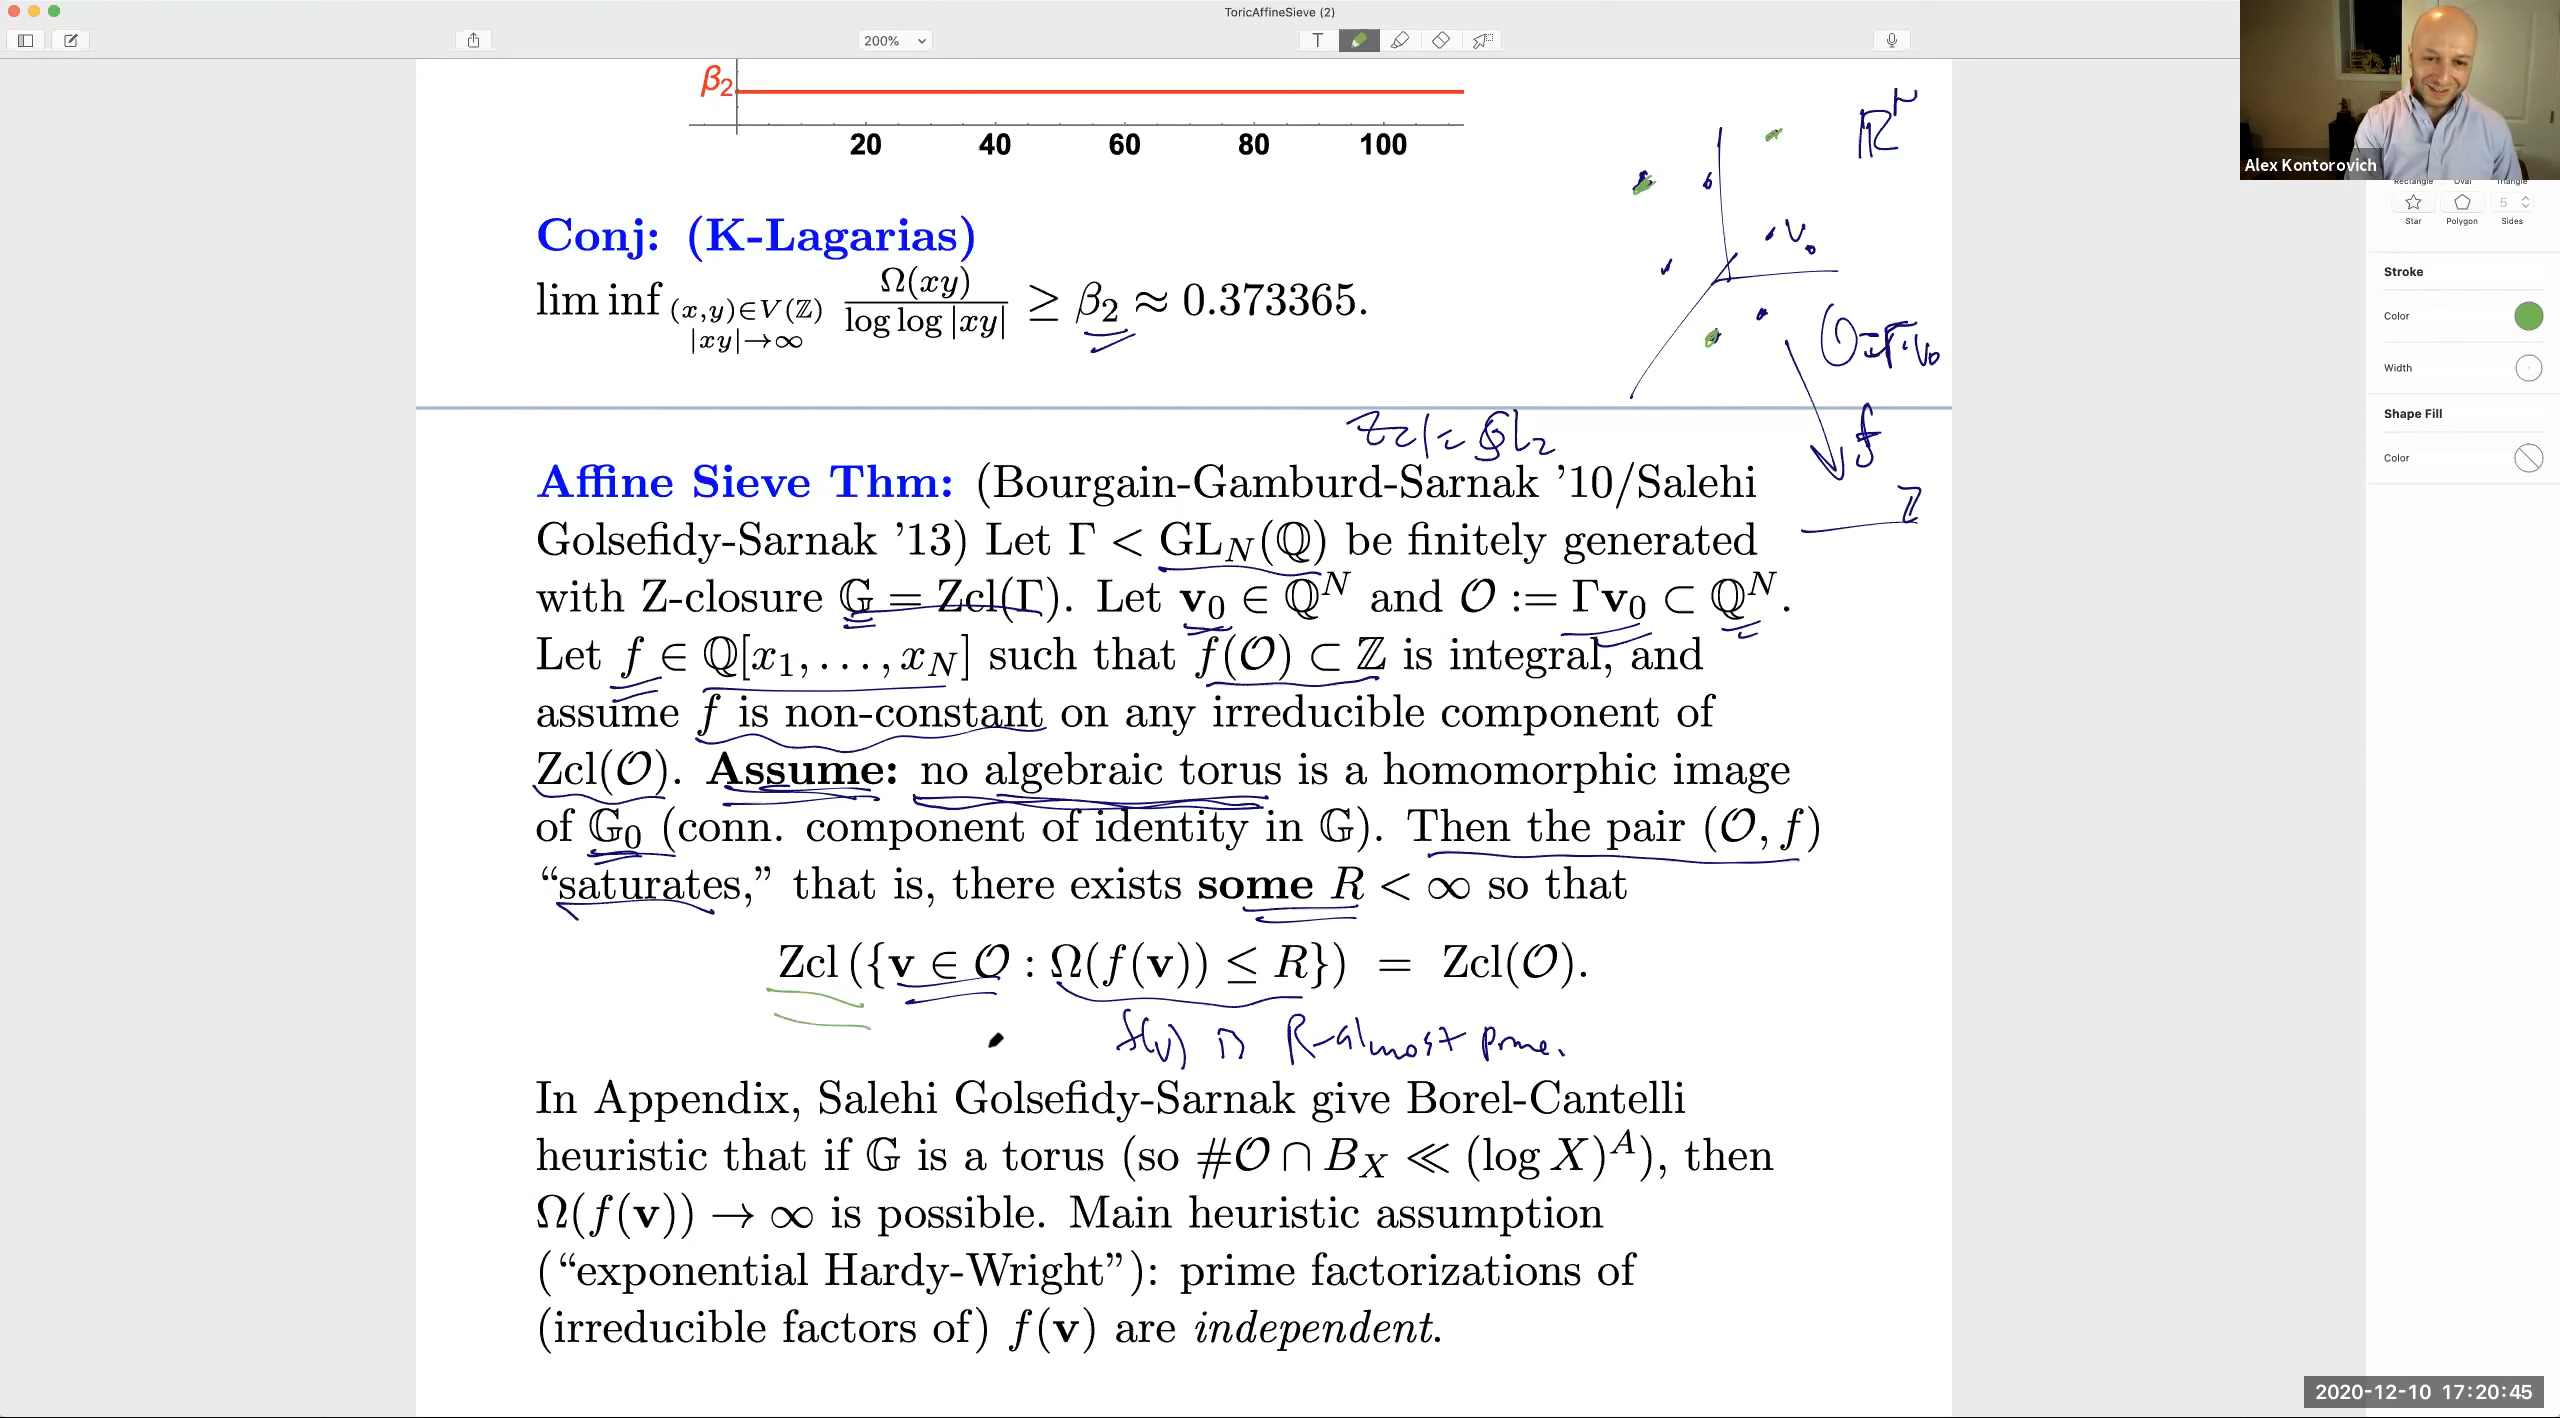 ToricAffineSieve (2)
200%
T
Alex Kontorovich
Rectangle Oval Triangle
5
Star Polygon Sides
Stroke
Color
Width
Shape Fill
Color
β₂
20 40 60 80 100
ℝ
v₀
O = Γ·v₀
f
ℤ
Conj: (K-Lagarias)
lim inf (x,y)∈V(ℤ) |xy|→∞ Ω(xy) / log log |xy| ≥ β₂ ≈ 0.373365.
Affine Sieve Thm: (Bourgain-Gamburd-Sarnak ’10/Salehi
Golsefidy-Sarnak ’13) Let Γ < GL_N(ℚ) be finitely generated
with Z-closure 𝔾 = Zcl(Γ). Let v₀ ∈ ℚ^N and 𝒪 := Γv₀ ⊂ ℚ^N.
Let f ∈ ℚ[x₁, . . . , x_N] such that f(𝒪) ⊂ ℤ is integral, and
assume f is non-constant on any irreducible component of
Zcl(𝒪). Assume: no algebraic torus is a homomorphic image
of 𝔾₀ (conn. component of identity in 𝔾). Then the pair (𝒪, f)
“saturates,” that is, there exists some R < ∞ so that
Zcl ({v ∈ 𝒪 : Ω(f(v)) ≤ R}) = Zcl(𝒪).
f(v) is R-almost prime.
In Appendix, Salehi Golsefidy-Sarnak give Borel-Cantelli
heuristic that if 𝔾 is a torus (so #𝒪 ∩ B_X ≪ (log X)^A), then
Ω(f(v)) → ∞ is possible. Main heuristic assumption
(“exponential Hardy-Wright”): prime factorizations of
(irreducible factors of) f(v) are independent.
2020-12-10 17:20:45